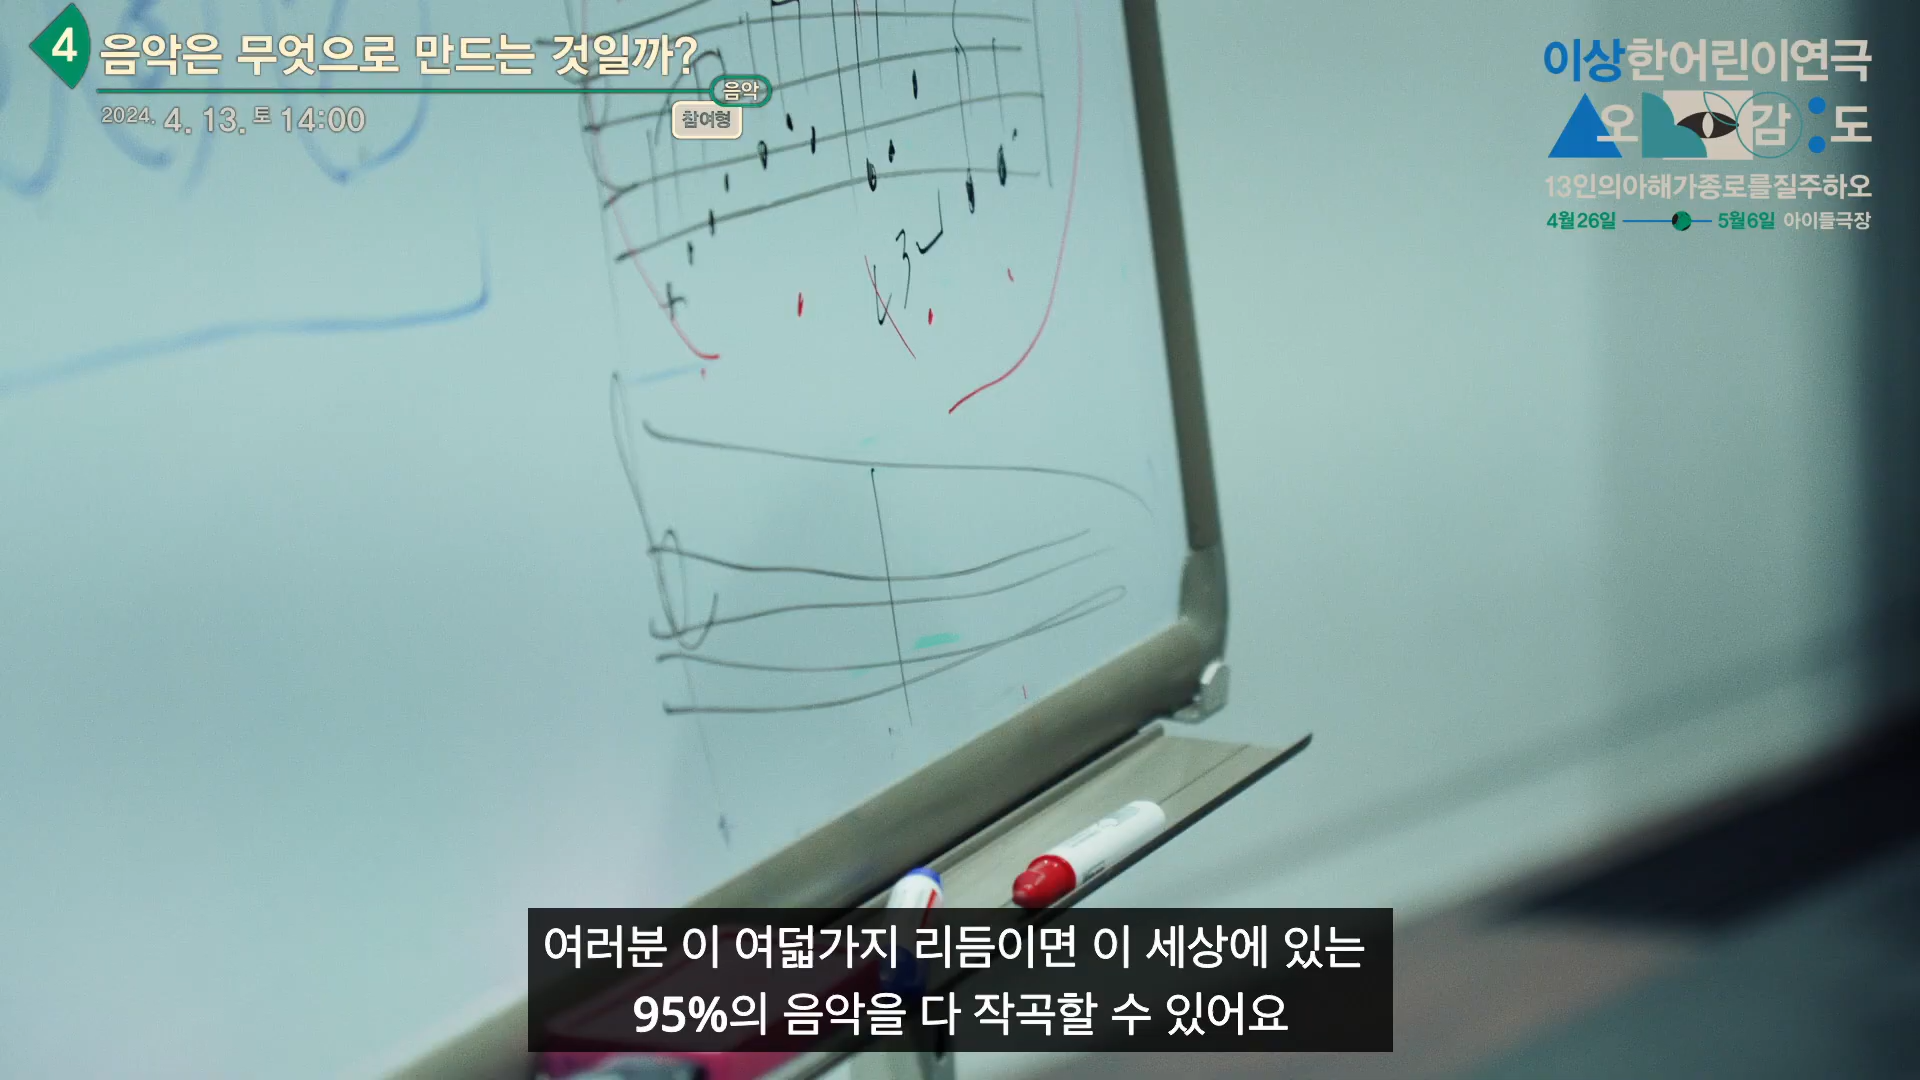 4 음악은 무엇으로 만드는 것일까?
음악
참여형
2024. 4. 13. 토 14:00
이상한어린이연극
오감도
13인의아해가종로를질주하오
4월26일 5월6일 아이들극장
여러분 이 여덟가지 리듬이면 이 세상에 있는
95%의 음악을 다 작곡할 수 있어요